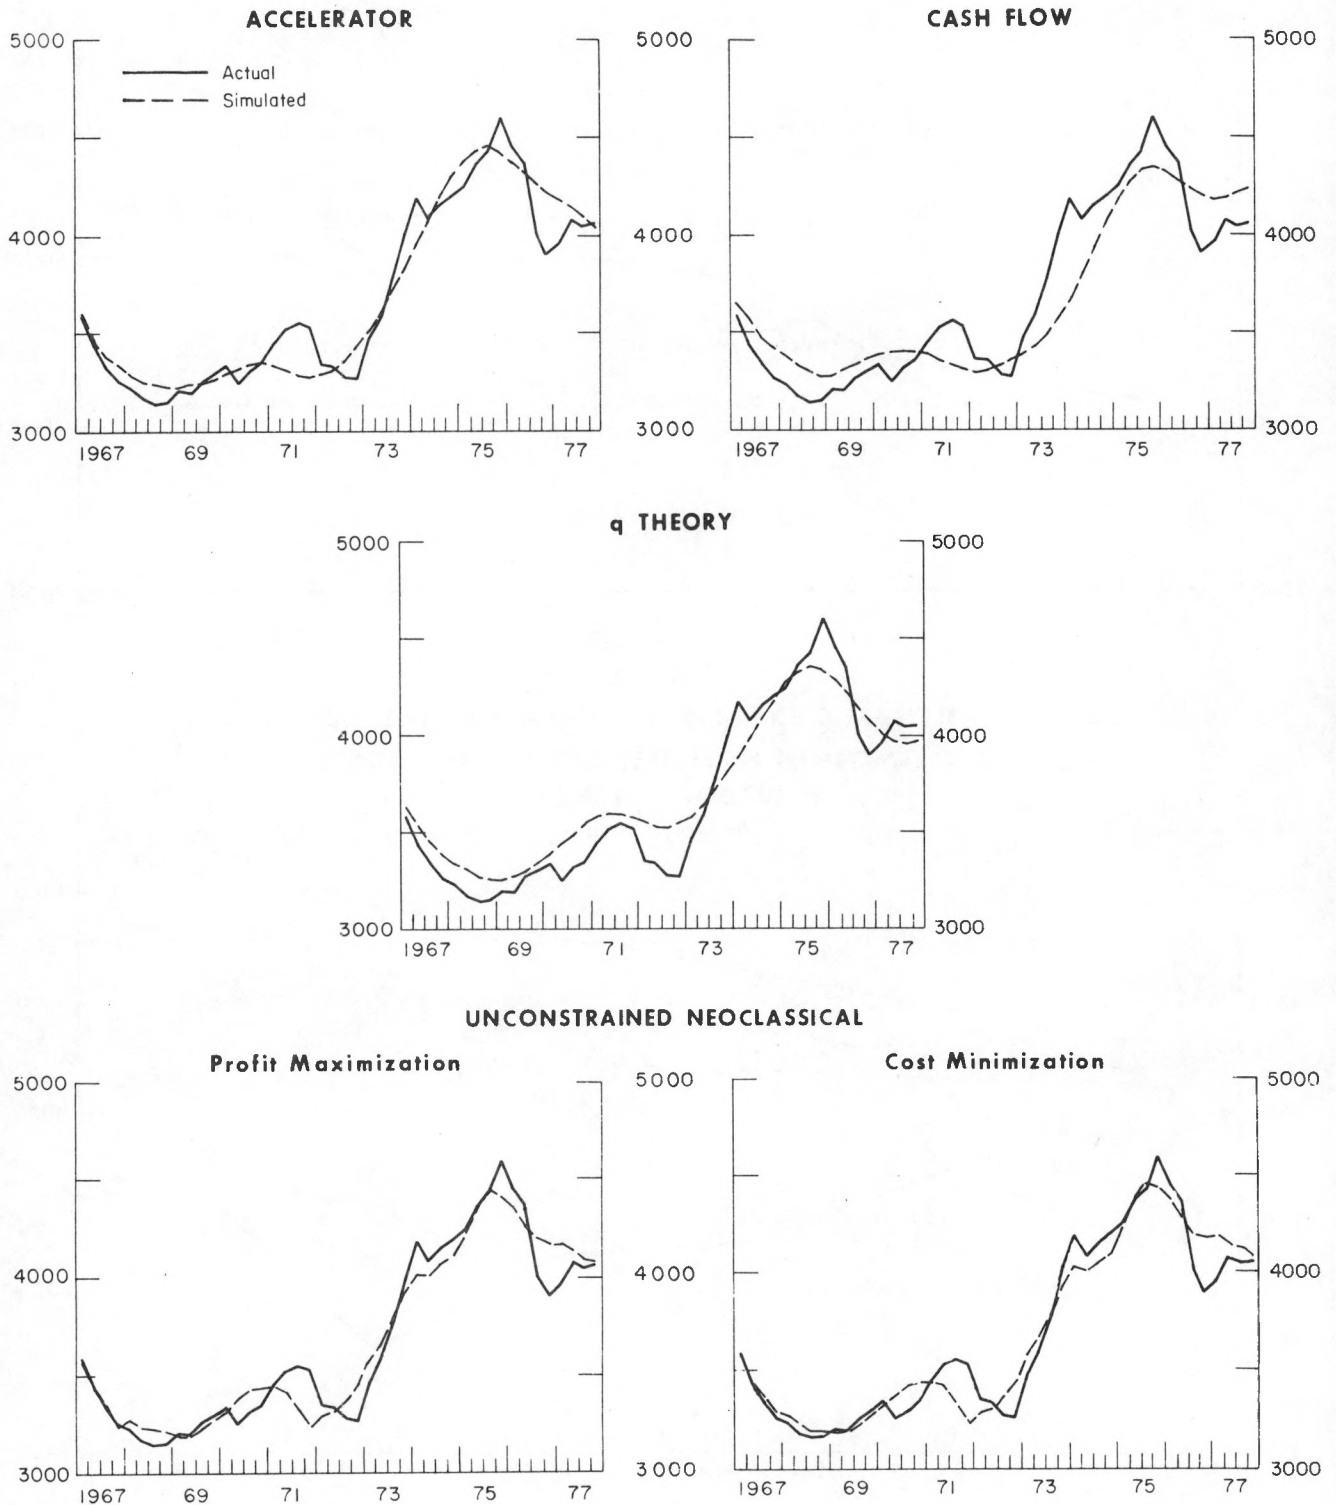 ACCELERATOR
CASH FLOW
5000
5000
5000
Actual
Simulated
4000
4000
4000
3000
3000
3000
1967 69 71 73 75 77
1967 69 71 73 75 77
q THEORY
5000
5000
4000
4000
3000
3000
1967 69 71 73 75 77
UNCONSTRAINED NEOCLASSICAL
Profit Maximization
Cost Minimization
5000
5000
5000
4000
4000
4000
3000
3000
3000
1967 69 71 73 75 77
1967 69 71 73 75 77